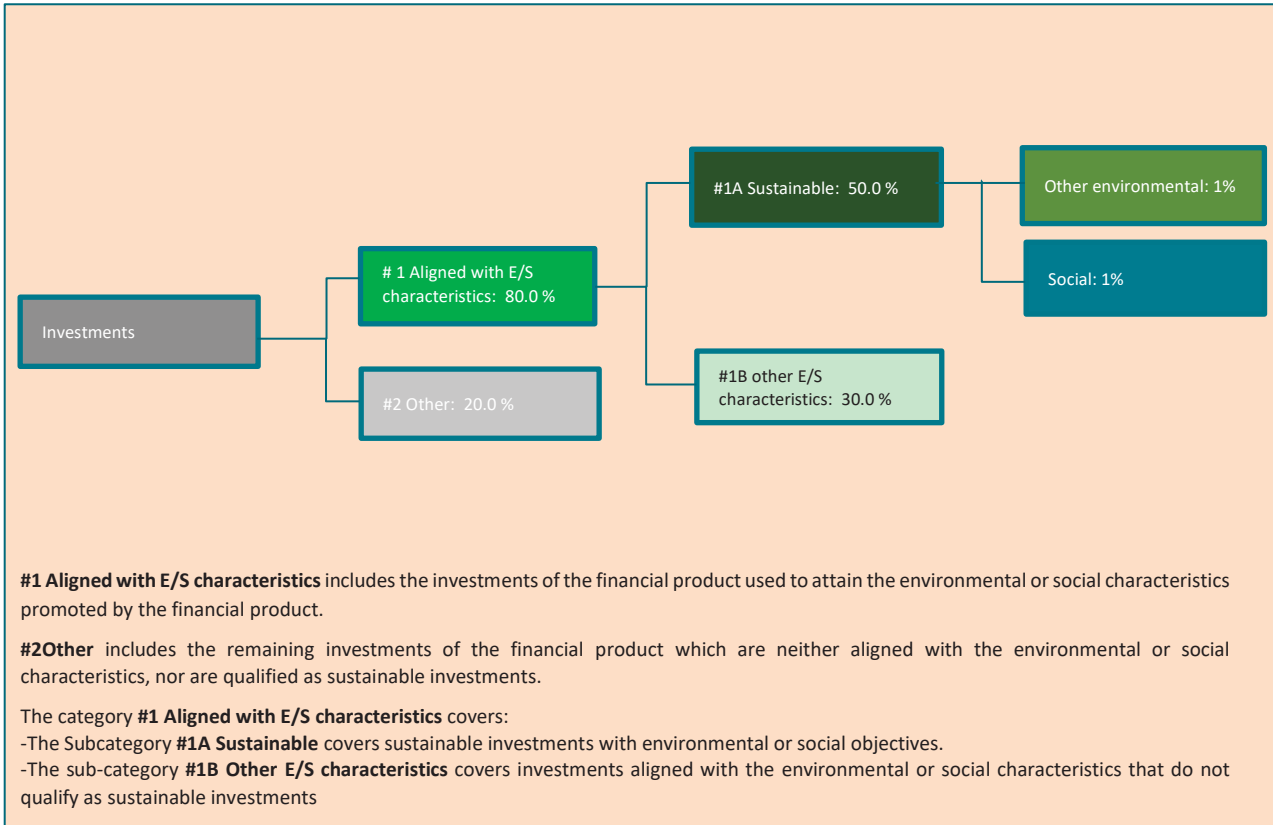 #1A Sustainable: 50.0 %
Other environmental: 1%
# 1 Aligned with E/S
characteristics: 80.0 %
Social: 1%
Investments
#2 Other: 20.0 %
#1B other E/S
characteristics: 30.0 %
#1 Aligned with E/S characteristics includes the investments of the financial product used to attain the environmental or social characteristics
promoted by the financial product.
#2Other includes the remaining investments of the financial product which are neither aligned with the environmental or social
characteristics, nor are qualified as sustainable investments.
The category #1 Aligned with E/S characteristics covers:
-The Subcategory #1A Sustainable covers sustainable investments with environmental or social objectives.
-The sub-category #1B Other E/S characteristics covers investments aligned with the environmental or social characteristics that do not
qualify as sustainable investments